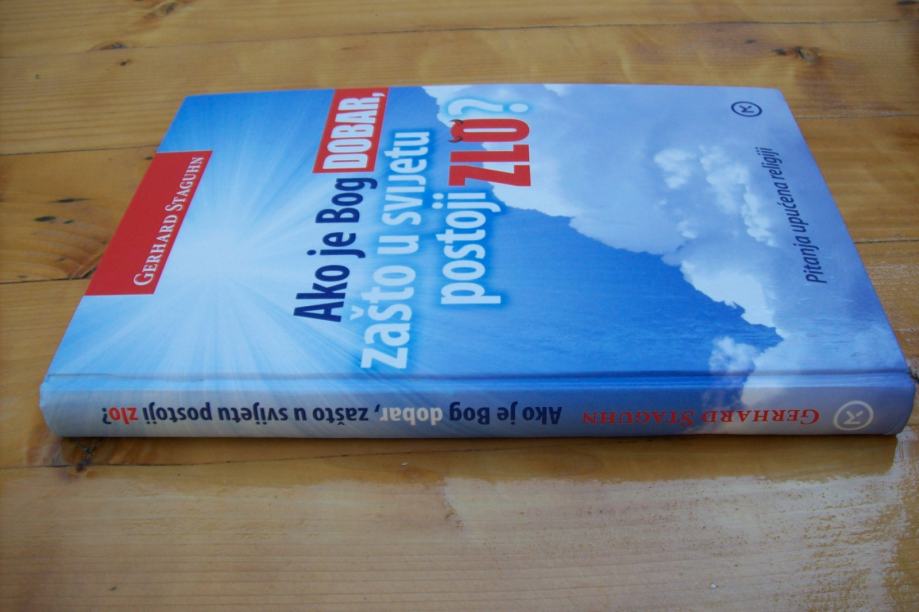 GERHARD STAGUHN
Ako je Bog DOBAR,
zašto u svijetu
postoji ZLO?
Pitanja upućena religiji
GERHARD STAGUHN Ako je Bog dobar, zašto u svijetu postoji zlo?